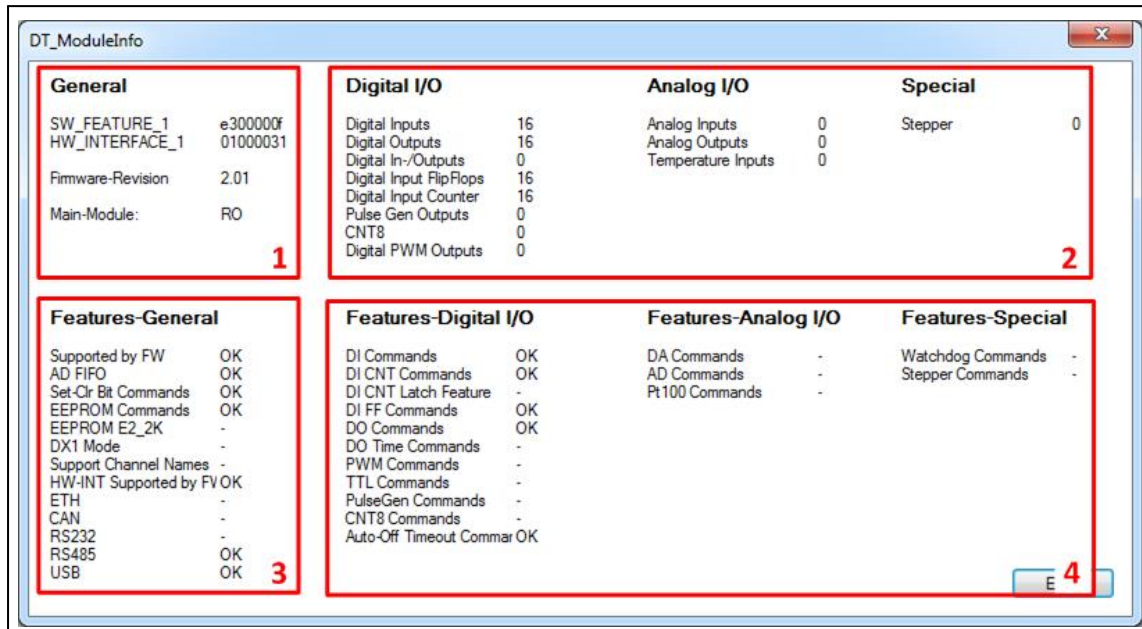 DT_ModuleInfo
General
SW_FEATURE_1 e300000f
HW_INTERFACE_1 01000031
Firmware-Revision 2.01
Main-Module: RO
1
Digital I/O
Digital Inputs 16
Digital Outputs 16
Digital In-/Outputs 0
Digital Input FlipFlops 16
Digital Input Counter 16
Pulse Gen Outputs 0
CNT8 0
Digital PWM Outputs 0
Analog I/O
Analog Inputs 0
Analog Outputs 0
Temperature Inputs 0
Special
Stepper 0
2
Features-General
Supported by FW OK
AD FIFO OK
Set-Clr Bit Commands OK
EEPROM Commands OK
EEPROM E2_2K -
DX1 Mode -
Support Channel Names -
HW-INT Supported by FW OK
ETH -
CAN -
RS232 -
RS485 OK
USB OK
3
Features-Digital I/O
DI Commands OK
DI CNT Commands OK
DI CNT Latch Feature -
DI FF Commands OK
DO Commands OK
DO Time Commands -
PWM Commands -
TTL Commands -
PulseGen Commands -
CNT8 Commands -
Auto-Off Timeout Commar OK
Features-Analog I/O
DA Commands -
AD Commands -
Pt100 Commands -
Features-Special
Watchdog Commands -
Stepper Commands -
E
4